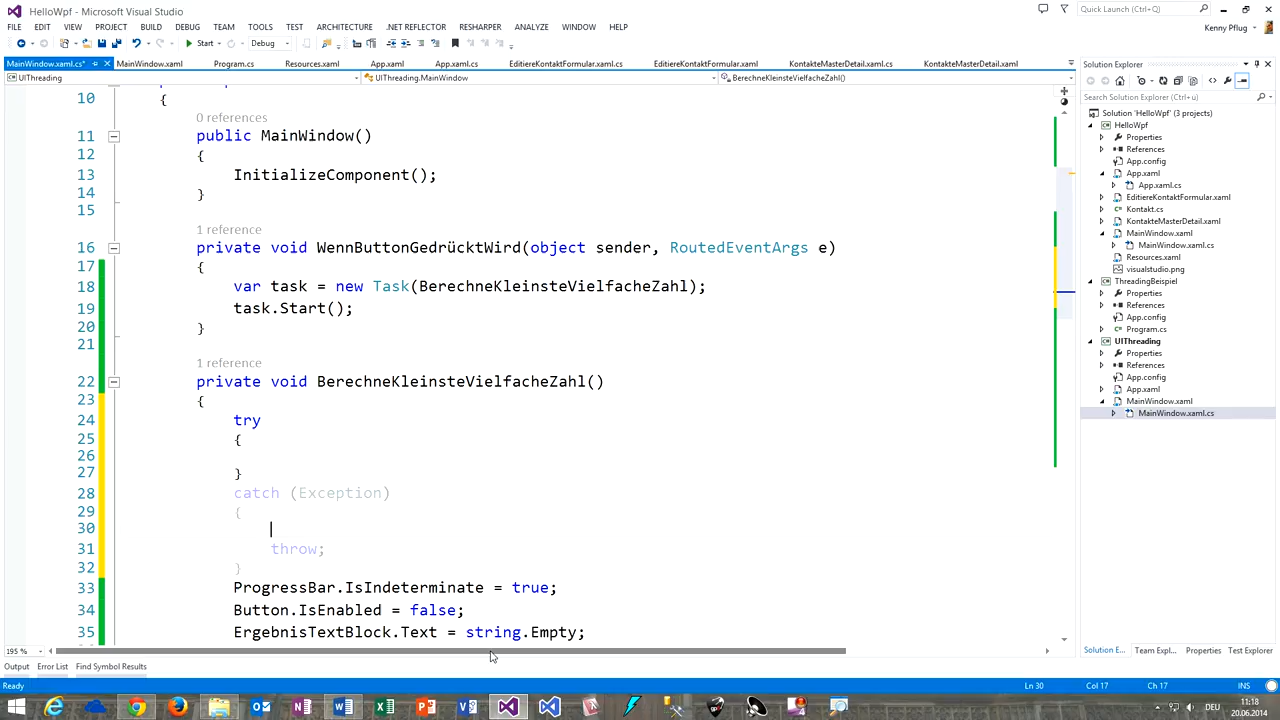 HelloWpf - Microsoft Visual Studio
Quick Launch (Ctrl+Q)
FILE EDIT VIEW PROJECT BUILD DEBUG TEAM TOOLS TEST ARCHITECTURE .NET REFLECTOR RESHARPER ANALYZE WINDOW HELP
Kenny Pflug
Start Debug
MainWindow.xaml.cs* MainWindow.xaml Program.cs Resources.xaml App.xaml App.xaml.cs EditiereKontaktFormular.xaml.cs EditiereKontaktFormular.xaml KontakteMasterDetail.xaml.cs KontakteMasterDetail.xaml
UIThreading UIThreading.MainWindow BerechneKleinsteVielfacheZahl()
10 {
0 references
11 public MainWindow()
12 {
13 InitializeComponent();
14 }
15
1 reference
16 private void WennButtonGedrücktWird(object sender, RoutedEventArgs e)
17 {
18 var task = new Task(BerechneKleinsteVielfacheZahl);
19 task.Start();
20 }
21
1 reference
22 private void BerechneKleinsteVielfacheZahl()
23 {
24 try
25 {
26
27 }
28 catch (Exception)
29 {
30
31 throw;
32 }
33 ProgressBar.IsIndeterminate = true;
34 Button.IsEnabled = false;
35 ErgebnisTextBlock.Text = string.Empty;
195 %
Output Error List Find Symbol Results
Solution Explorer
Search Solution Explorer (Ctrl+ü)
Solution 'HelloWpf' (3 projects)
HelloWpf
Properties
References
App.config
App.xaml
App.xaml.cs
EditiereKontaktFormular.xaml
Kontakt.cs
KontakteMasterDetail.xaml
MainWindow.xaml
MainWindow.xaml.cs
Resources.xaml
visualstudio.png
ThreadingBeispiel
Properties
References
App.config
Program.cs
UIThreading
Properties
References
App.config
App.xaml
MainWindow.xaml
MainWindow.xaml.cs
Solution E... Team Expl... Properties Test Explorer
Ready Ln 30 Col 17 Ch 17 INS
DEU
11:18
20.06.2014